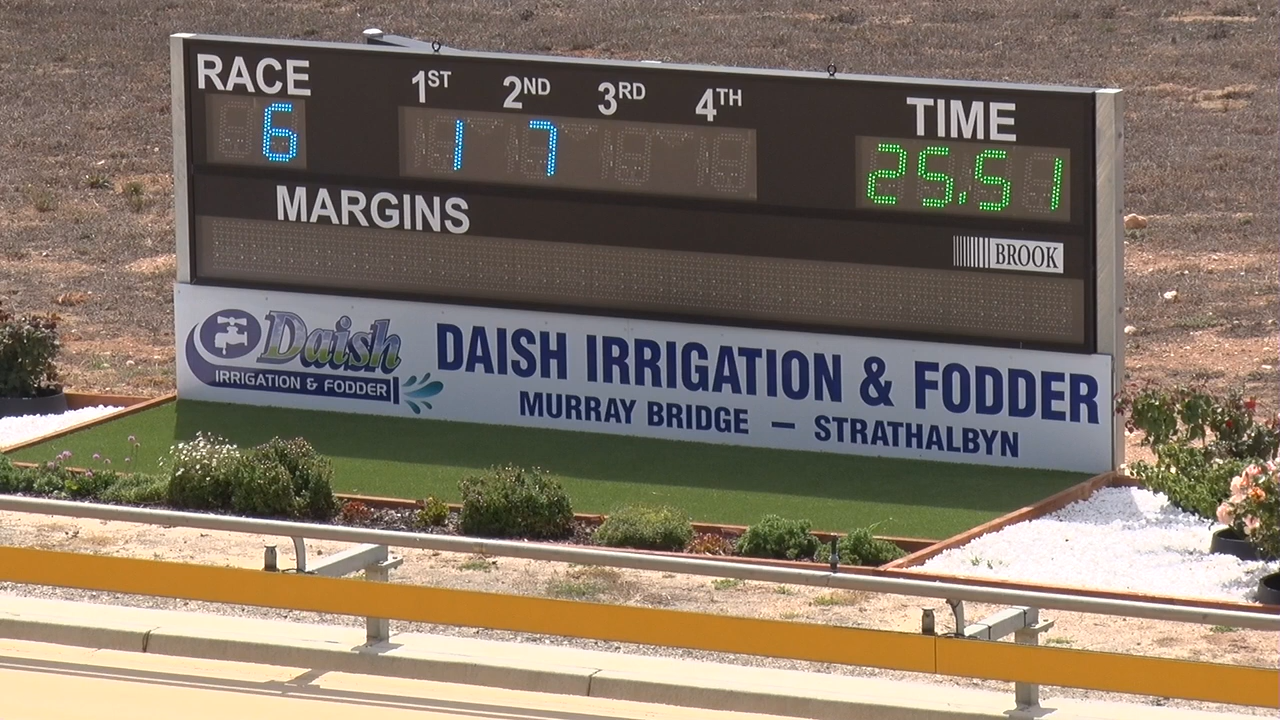 RACE 1ST 2ND 3RD 4TH TIME
6 1 7 25.51
MARGINS
BROOK
Daish
IRRIGATION & FODDER
DAISH IRRIGATION & FODDER
MURRAY BRIDGE — STRATHALBYN